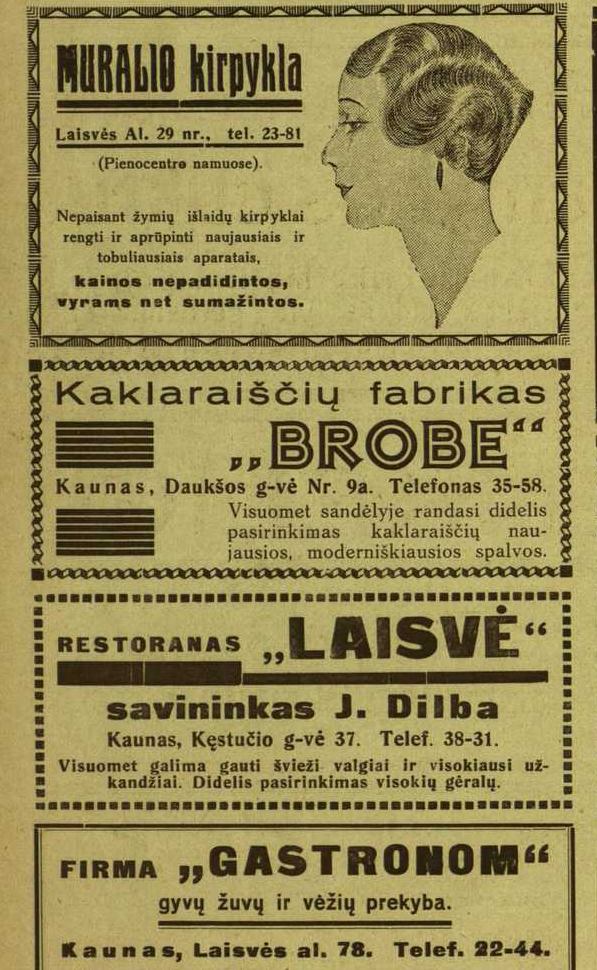 MURALIO kirpykla
Laisvės Al. 29 nr., tel. 23-81
(Pienocentro namuose).
Nepaisant žymių išlaidų kirpyklai
rengti ir aprūpinti naujausiais ir
tobuliausiais aparatais,
kainos nepadidintos,
vyrams net sumažintos.
Kaklaraiščių fabrikas
„BROBE“
Kaunas, Daukšos g-vė Nr. 9a. Telefonas 35-58.
Visuomet sandėlyje randasi didelis
pasirinkimas kaklaraiščių nau-
jausios, moderniškiausios spalvos.
RESTORANAS „LAISVĖ“
savininkas J. Dilba
Kaunas, Kęstučio g-vė 37. Telef. 38-31.
Visuomet galima gauti švieži valgiai ir visokiausi už-
kandžiai. Didelis pasirinkimas visokių gėralų.
FIRMA „GASTRONOM“
gyvų žuvų ir vėžių prekyba.
Kaunas, Laisvės al. 78. Telef. 22-44.